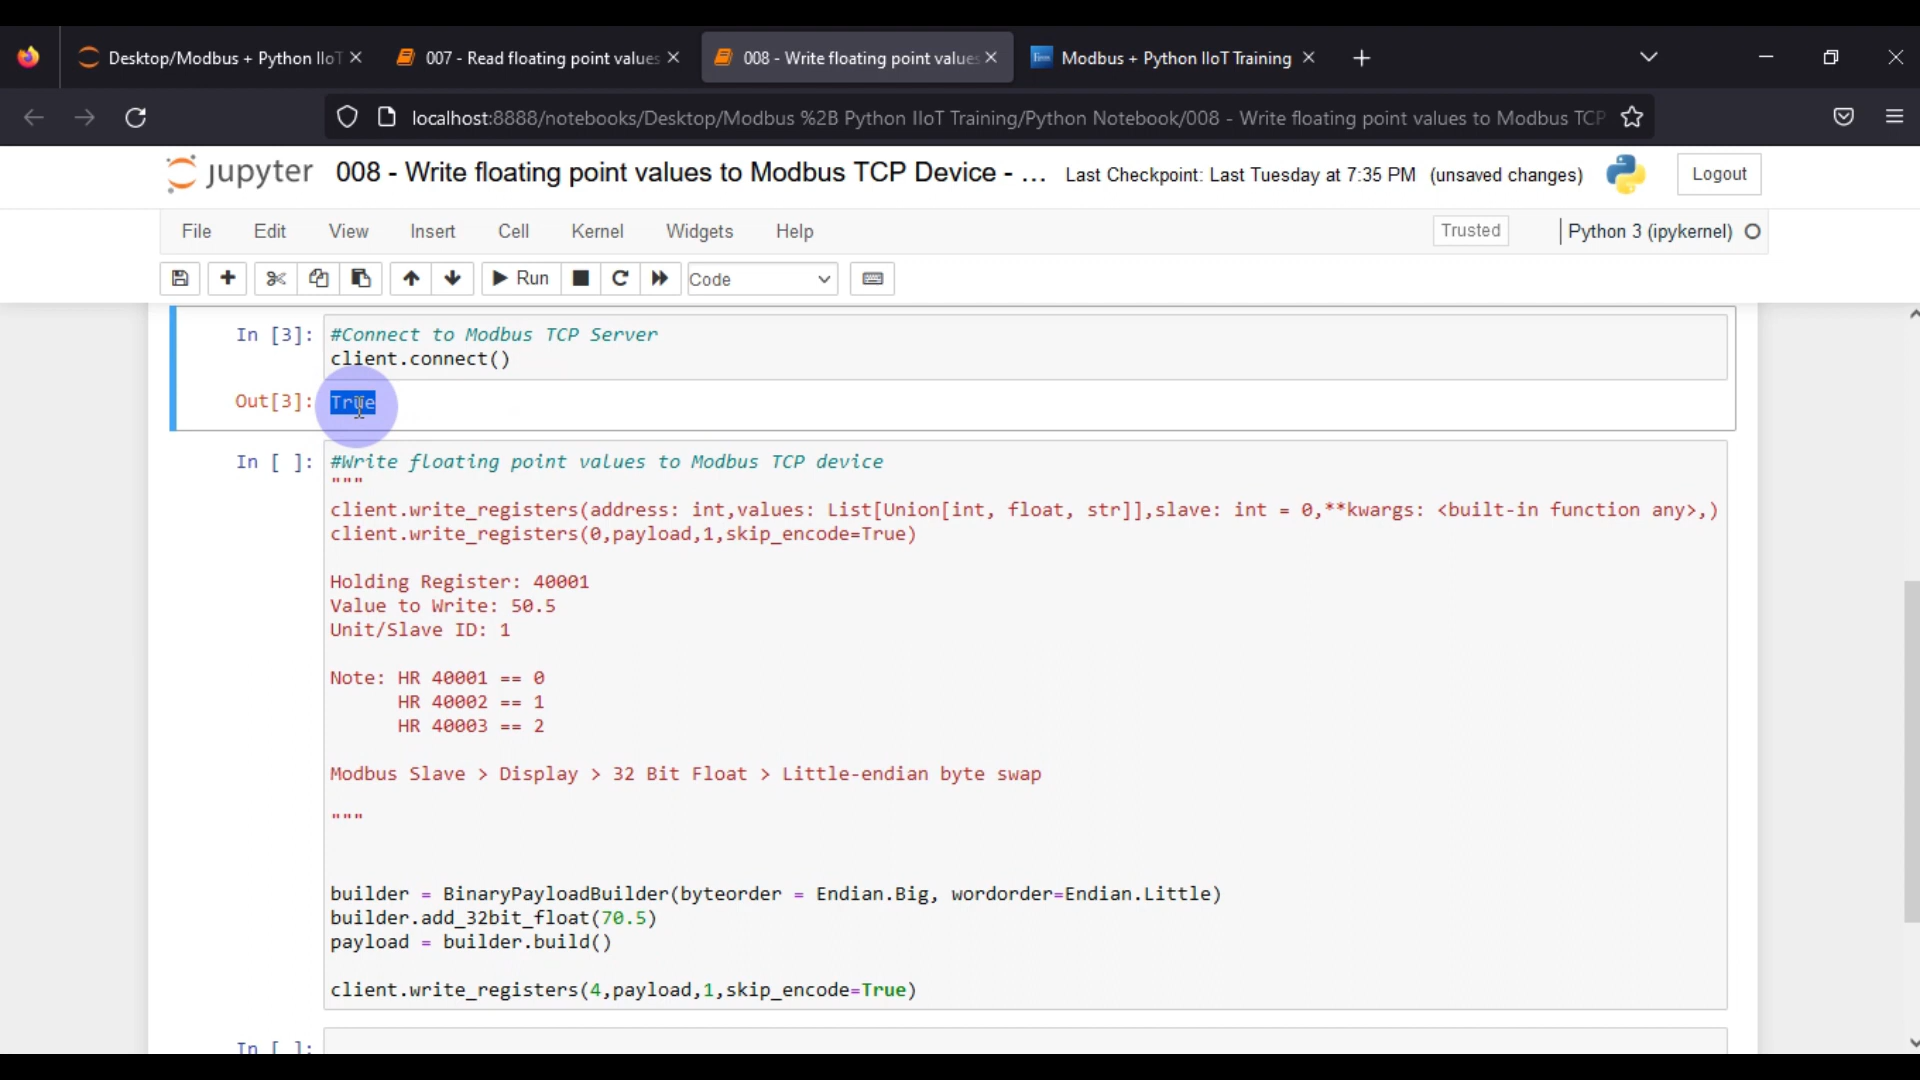 Desktop/Modbus + Python IIoT
007 - Read floating point values
008 - Write floating point values
Modbus + Python IIoT Training
localhost:8888/notebooks/Desktop/Modbus %2B Python IIoT Training/Python Notebook/008 - Write floating point values to Modbus TCP
jupyter 008 - Write floating point values to Modbus TCP Device - ... Last Checkpoint: Last Tuesday at 7:35 PM (unsaved changes) Logout
File Edit View Insert Cell Kernel Widgets Help Trusted Python 3 (ipykernel)
Run Code
In [3]: #Connect to Modbus TCP Server
client.connect()
Out[3]: True
In [ ]: #Write floating point values to Modbus TCP device
"""
client.write_registers(address: int,values: List[Union[int, float, str]],slave: int = 0,**kwargs: <built-in function any>,)
client.write_registers(0,payload,1,skip_encode=True)
Holding Register: 40001
Value to Write: 50.5
Unit/Slave ID: 1
Note: HR 40001 == 0
HR 40002 == 1
HR 40003 == 2
Modbus Slave > Display > 32 Bit Float > Little-endian byte swap
"""
builder = BinaryPayloadBuilder(byteorder = Endian.Big, wordorder=Endian.Little)
builder.add_32bit_float(70.5)
payload = builder.build()
client.write_registers(4,payload,1,skip_encode=True)
In [ ]: